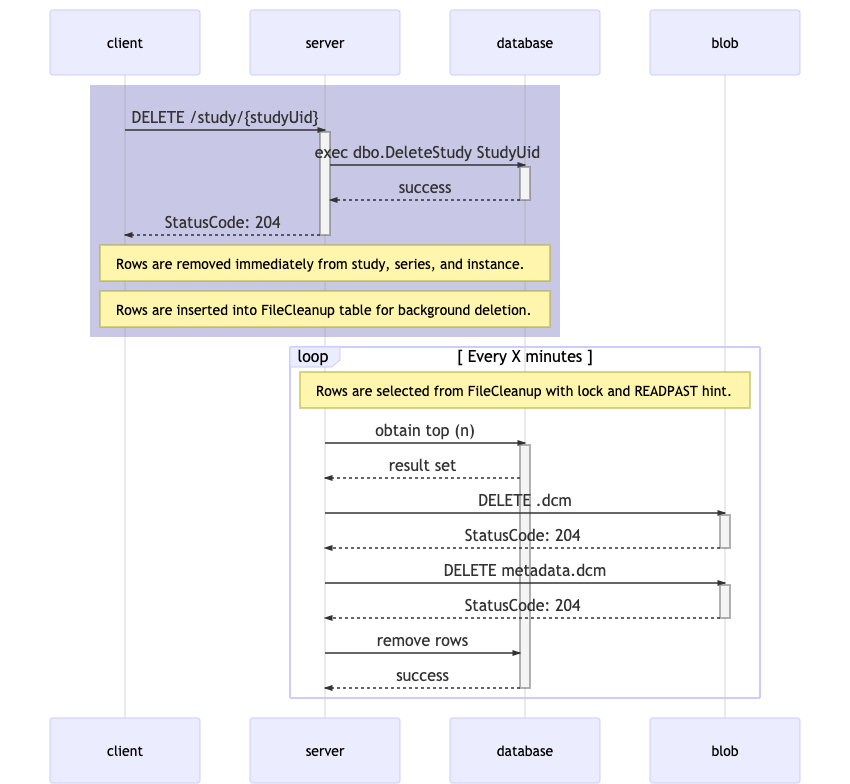 client
server
database
blob
DELETE /study/{studyUid}
exec dbo.DeleteStudy StudyUid
success
StatusCode: 204
Rows are removed immediately from study, series, and instance.
Rows are inserted into FileCleanup table for background deletion.
loop
[ Every X minutes ]
Rows are selected from FileCleanup with lock and READPAST hint.
obtain top (n)
result set
DELETE .dcm
StatusCode: 204
DELETE metadata.dcm
StatusCode: 204
remove rows
success
client
server
database
blob